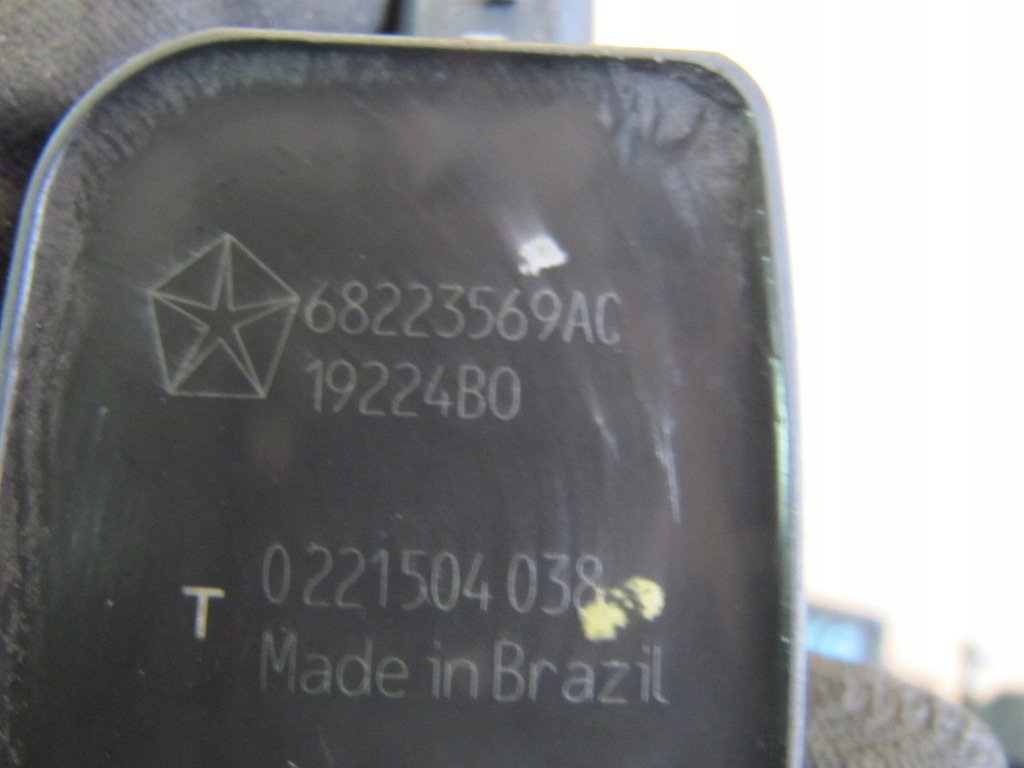 68223569AC
19224B0
0 221 504 038
T
Made in Brazil